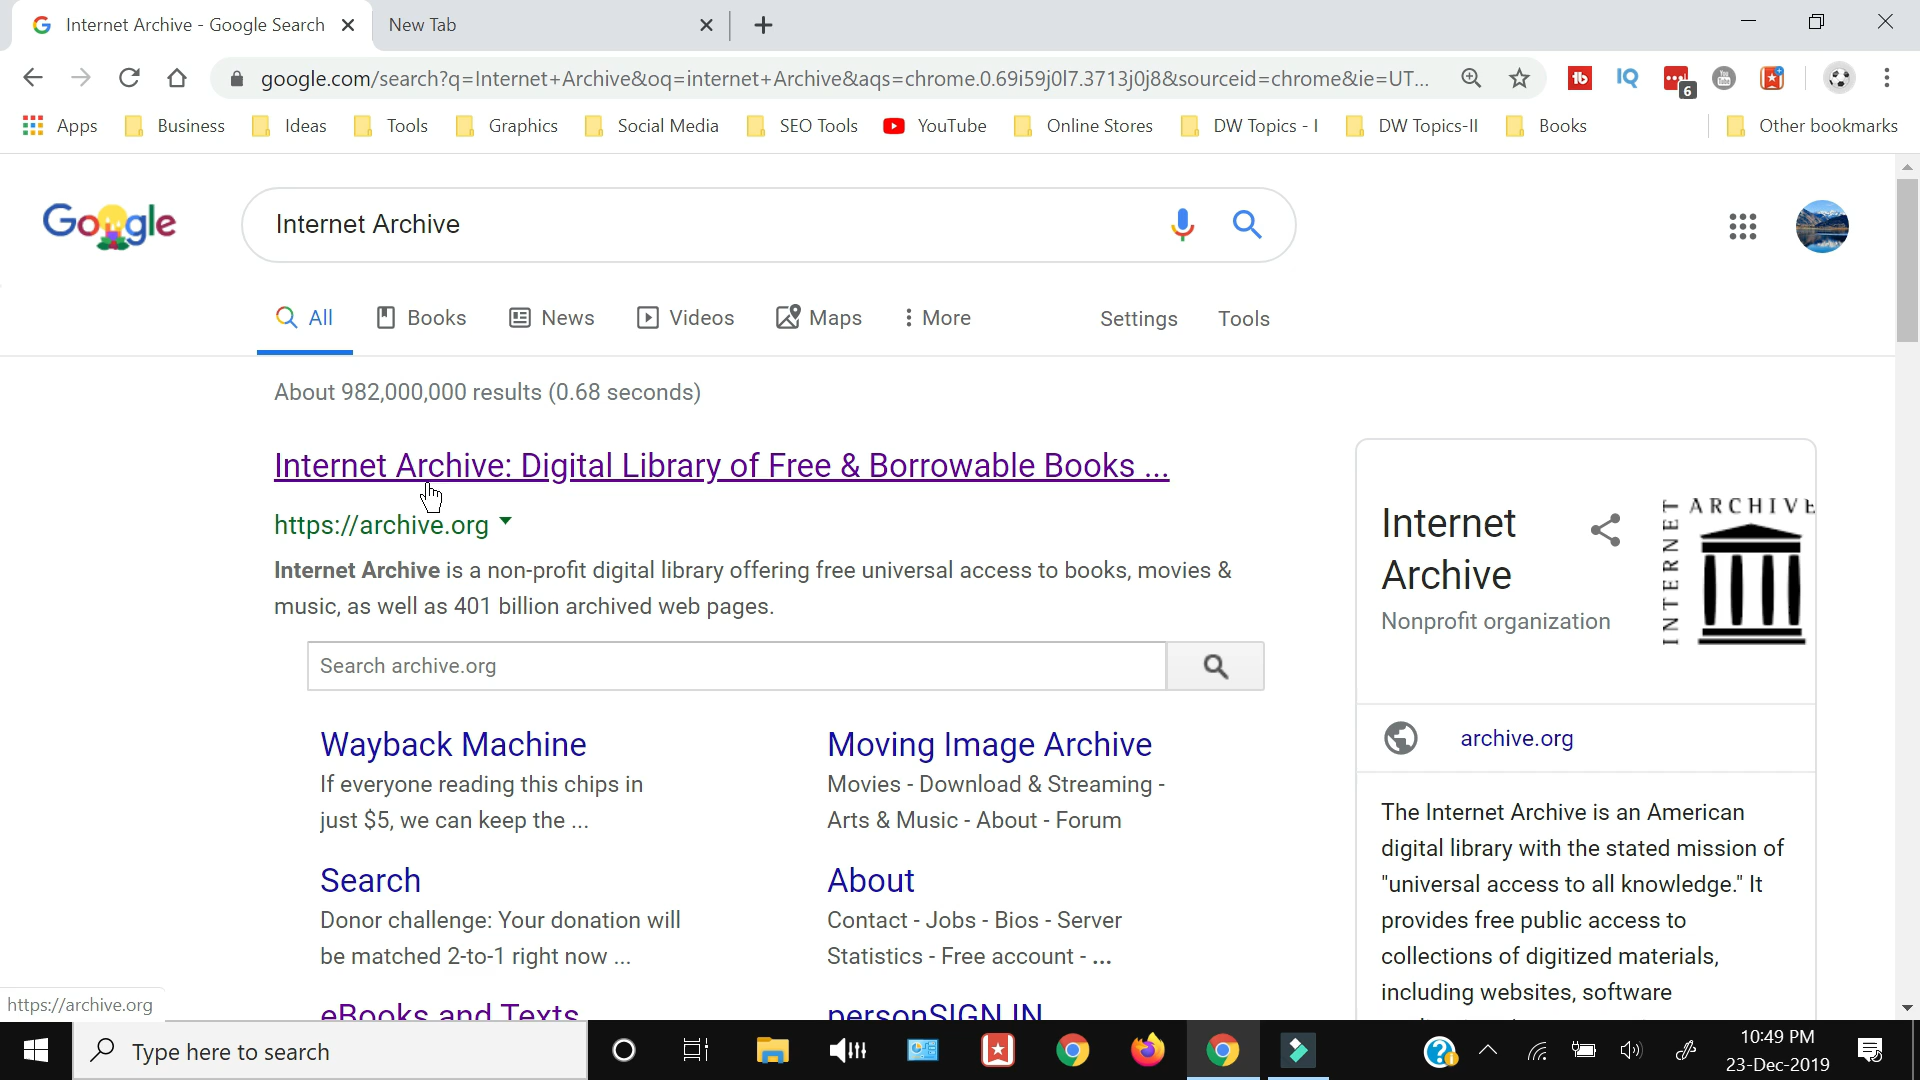 Internet Archive - Google Search
New Tab
google.com/search?q=Internet+Archive&oq=internet+Archive&aqs=chrome.0.69i59j0l7.3713j0j8&sourceid=chrome&ie=UT...
6
Apps Business Ideas Tools Graphics Social Media SEO Tools YouTube Online Stores DW Topics - I DW Topics-II Books Other bookmarks
Google
Internet Archive
All Books News Videos Maps More Settings Tools
About 982,000,000 results (0.68 seconds)
Internet Archive: Digital Library of Free & Borrowable Books ...
https://archive.org
Internet Archive is a non-profit digital library offering free universal access to books, movies &
music, as well as 401 billion archived web pages.
Search archive.org
Wayback Machine
If everyone reading this chips in
just $5, we can keep the ...
Moving Image Archive
Movies - Download & Streaming -
Arts & Music - About - Forum
Search
Donor challenge: Your donation will
be matched 2-to-1 right now ...
About
Contact - Jobs - Bios - Server
Statistics - Free account - ...
eBooks and Texts
personSIGN IN
Internet
Archive
Nonprofit organization
INTERNET ARCHIVE
archive.org
The Internet Archive is an American
digital library with the stated mission of
"universal access to all knowledge." It
provides free public access to
collections of digitized materials,
including websites, software
https://archive.org
Type here to search
10:49 PM
23-Dec-2019